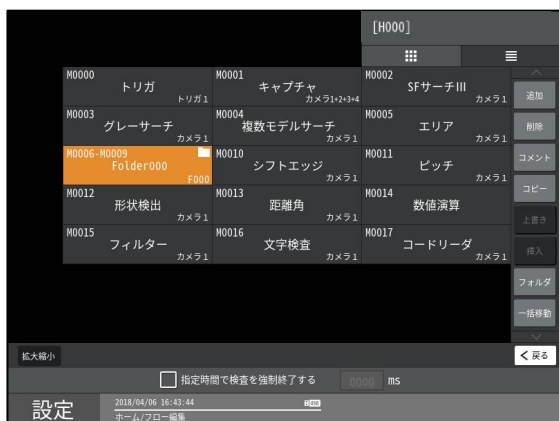 [H000]
M0000
トリガ
トリガ1
M0001
キャプチャ
カメラ1+2+3+4
M0002
SFサーチIII
カメラ1
M0003
グレーサーチ
カメラ1
M0004
複数モデルサーチ
カメラ1
M0005
エリア
カメラ1
M0006-M0009
Folder000
F000
M0010
シフトエッジ
カメラ1
M0011
ピッチ
カメラ1
M0012
形状検出
カメラ1
M0013
距離角
カメラ1
M0014
数値演算
M0015
フィルター
カメラ1
M0016
文字検査
カメラ1
M0017
コードリーダ
カメラ1
追加
削除
コメント
コピー
上書き
挿入
フォルダ
一括移動
拡大縮小
戻る
指定時間で検査を強制終了する
0000 ms
設定
2018/04/06 16:43:44
ホーム/フロー編集